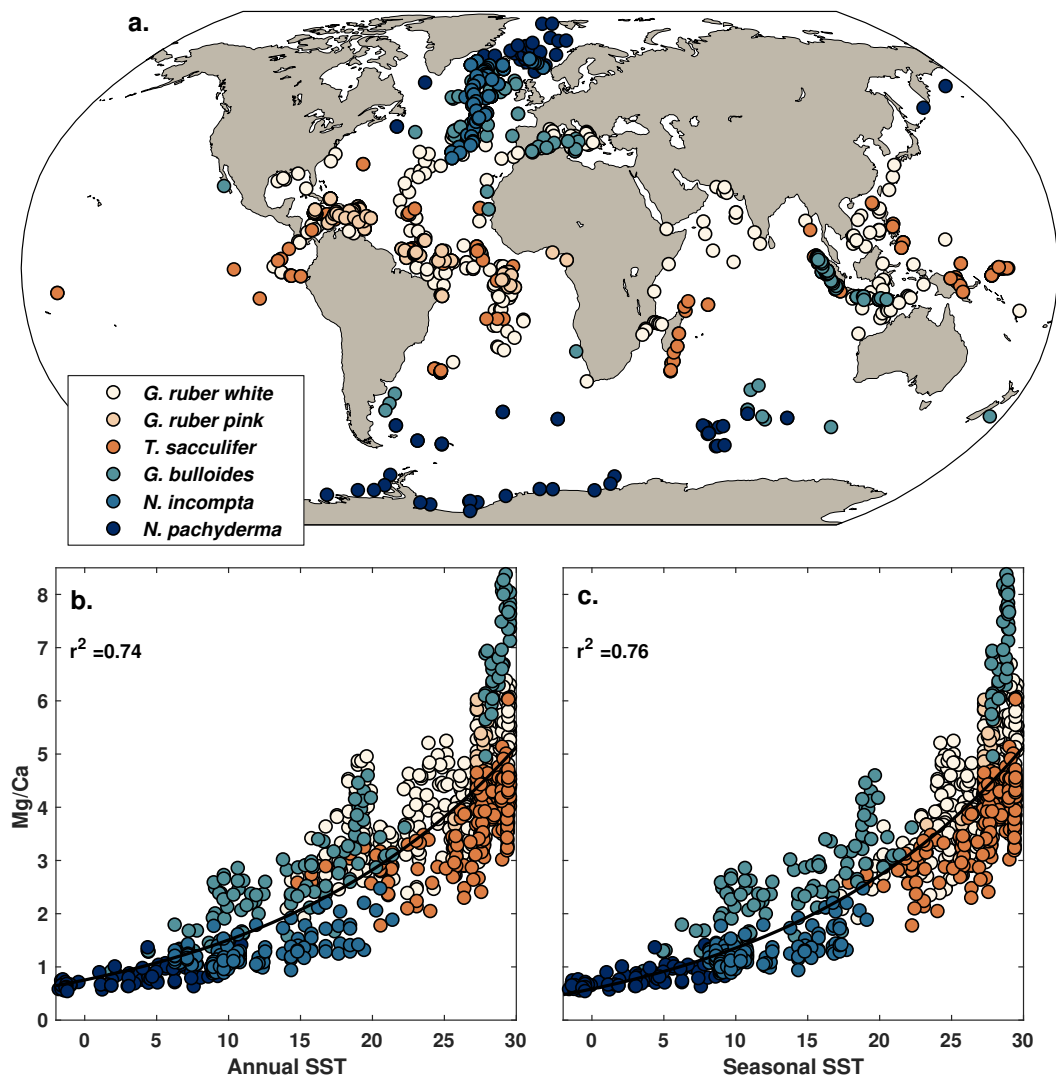 a.
G. ruber white
G. ruber pink
T. sacculifer
G. bulloides
N. incompta
N. pachyderma
b.
r² =0.74
Mg/Ca
8
7
6
5
4
3
2
1
0
0 5 10 15 20 25 30
Annual SST
c.
r² =0.76
0 5 10 15 20 25 30
Seasonal SST